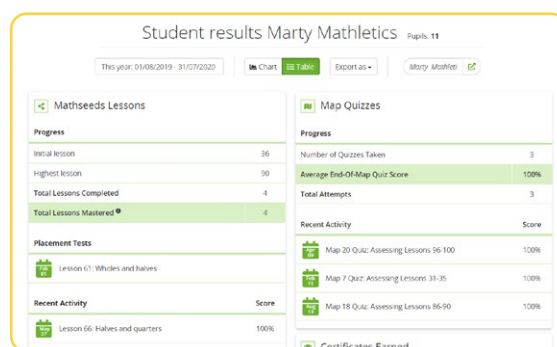 Student results Marty Mathletics Pupils: 11
This year: 01/08/2019 - 31/07/2020
Chart
Table
Export as
Marty Mathleti
Mathseeds Lessons
Progress
Initial lesson 36
Highest lesson 90
Total Lessons Completed 4
Total Lessons Mastered 4
Placement Tests
Lesson 61: Wholes and halves
Recent Activity Score
May 27 Lesson 66: Halves and quarters 100%
Map Quizzes
Progress
Number of Quizzes Taken 3
Average End-Of-Map Quiz Score 100%
Total Attempts 3
Recent Activity Score
Map 20 Quiz: Assessing Lessons 96-100 100%
Map 7 Quiz: Assessing Lessons 31-35 100%
Map 18 Quiz: Assessing Lessons 86-90 100%
Certificates Earned